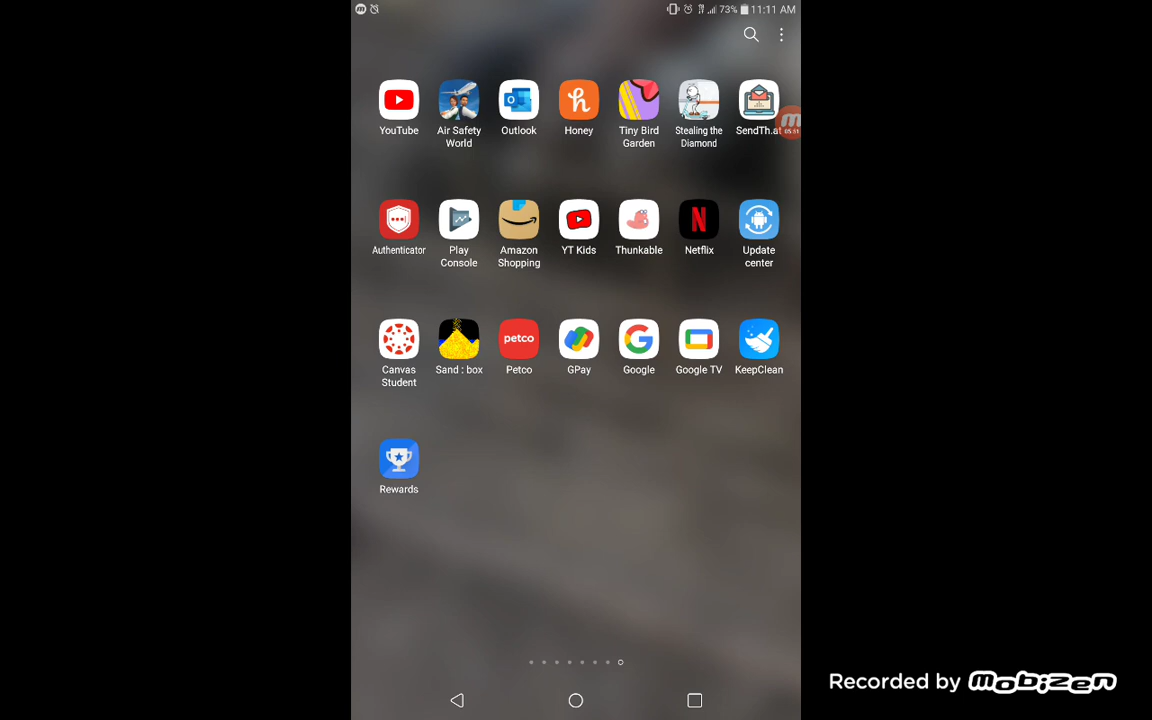 73% 11:11 AM
YouTube
Air Safety
World
Outlook
Honey
Tiny Bird
Garden
Stealing the
Diamond
SendTh.at
Authenticator
Play
Console
Amazon
Shopping
YT Kids
Thunkable
Netflix
Update
center
Canvas
Student
Sand : box
petco
Petco
GPay
Google
Google TV
KeepClean
Rewards
Recorded by mobizen